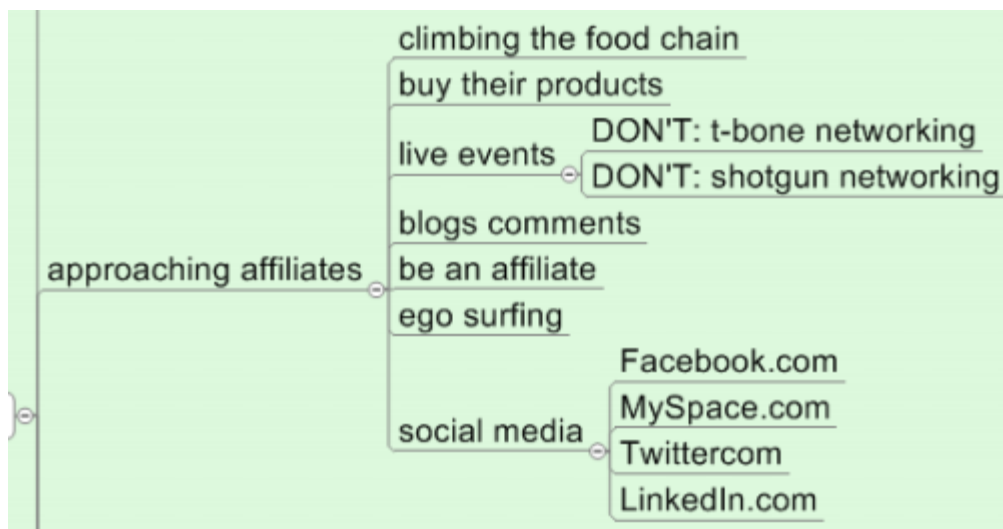 climbing the food chain
buy their products
live events
DON'T: t-bone networking
DON'T: shotgun networking
blogs comments
approaching affiliates
be an affiliate
ego surfing
social media
Facebook.com
MySpace.com
Twittercom
LinkedIn.com